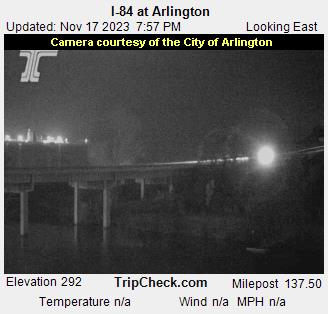 I-84 at Arlington
Updated: Nov 17 2023 7:57 PM Looking East
Camera courtesy of the City of Arlington
Elevation 292 TripCheck.com Milepost 137.50
Temperature n/a Wind n/a MPH n/a